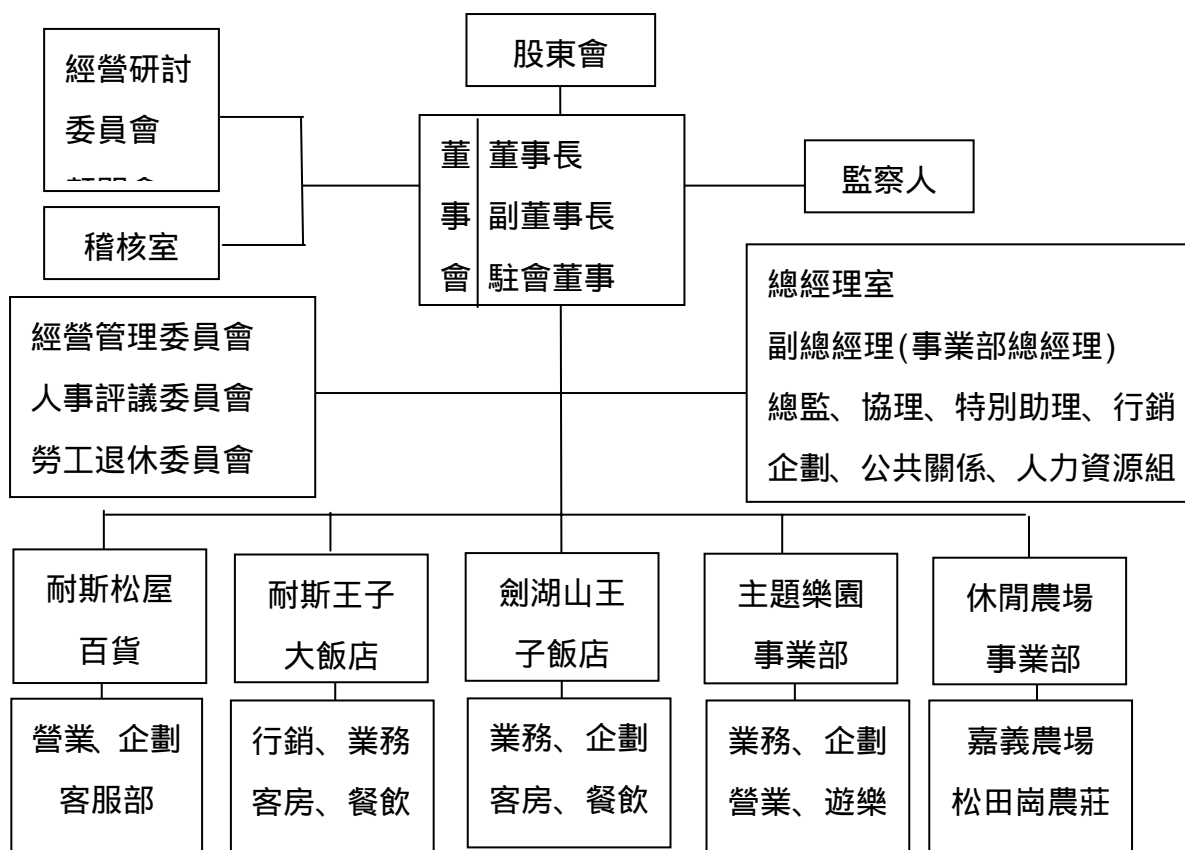 股東會
經營研討
委員會
稽核室
董 董事長
事 副董事長
會 駐會董事
監察人
經營管理委員會
人事評議委員會
勞工退休委員會
總經理室
副總經理(事業部總經理)
總監、協理、特別助理、行銷
企劃、公共關係、人力資源組
耐斯松屋
百貨
耐斯王子
大飯店
劍湖山王
子飯店
主題樂園
事業部
休閒農場
事業部
營業、企劃
客服部
行銷、業務
客房、餐飲
業務、企劃
客房、餐飲
業務、企劃
營業、遊樂
嘉義農場
松田崗農莊